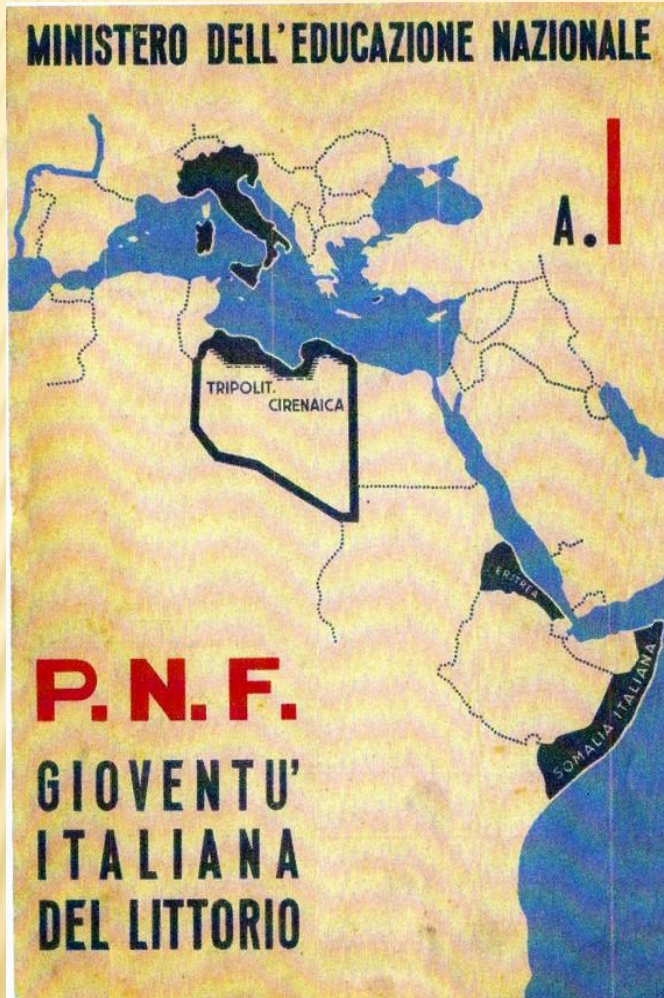 MINISTERO DELL'EDUCAZIONE NAZIONALE
A. I
TRIPOLIT.
CIRENAICA
ERITREA
SOMALIA ITALIANA
P. N. F.
GIOVENTU'
ITALIANA
DEL LITTORIO